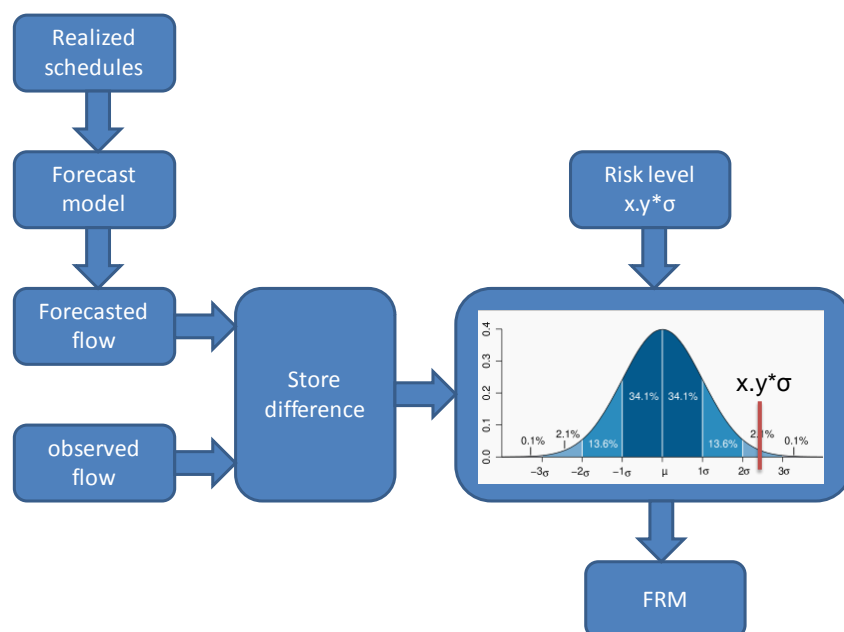 Realized
schedules
Forecast
model
Risk level
x.y*σ
Forecasted
flow
observed
flow
Store
difference
0.4
0.3
0.2
0.1
0.0
x.y*σ
34.1% 34.1%
0.1% 2.1% 13.6% 13.6% 0.1%
−3σ −2σ −1σ μ 1σ 2σ 3σ
FRM